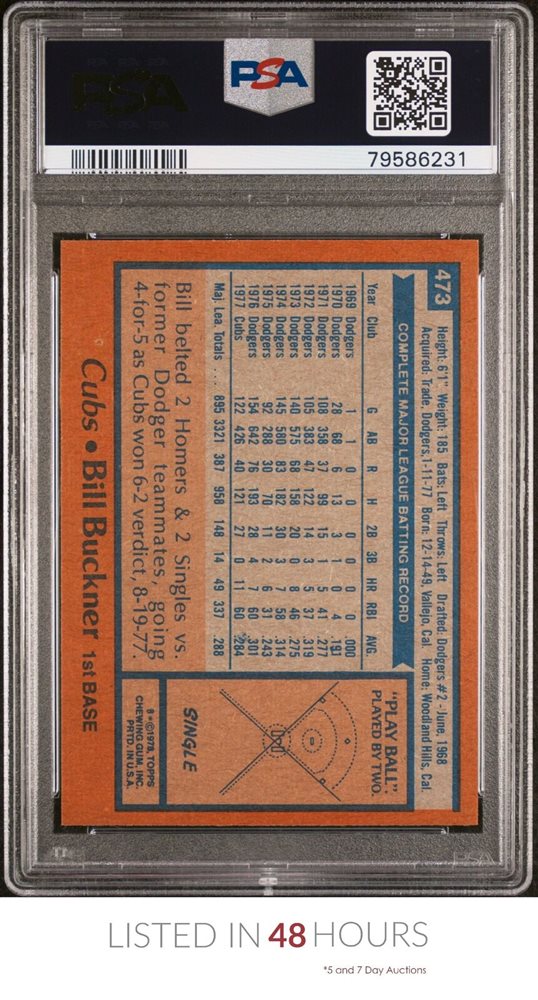 PSA
PSA
79586231
473
Height: 6'1" Weight: 185 Bats: Left Throws: Left Drafted: Dodgers #2 - June, 1968
Acquired: Trade, Dodgers, 1-11-77 Born: 12-14-49, Vallejo, Cal. Home: Woodland Hills, Cal.
COMPLETE MAJOR LEAGUE BATTING RECORD
Year Club G AB R H 2B 3B HR RBI AVG.
1969 Dodgers 1 1 0 0 0 0 0 0 .000
1970 Dodgers 28 68 6 13 3 1 0 4 .191
1971 Dodgers 108 358 37 99 15 1 5 41 .277
1972 Dodgers 105 383 47 122 14 3 5 37 .319
1973 Dodgers 140 575 68 158 20 0 8 46 .275
1974 Dodgers 145 580 83 182 30 3 7 58 .314
1975 Dodgers 92 288 30 70 11 2 6 31 .243
1976 Dodgers 154 642 76 193 28 4 7 60 .301
1977 Cubs 122 426 40 121 27 0 11 60 .284
Maj. Lea. Totals ... 895 3321 387 958 148 14 49 337 .288
Bill belted 2 Homers & 2 Singles vs.
former Dodger teammates, going
4-for-5 as Cubs won 6-2 verdict, 8-19-77.
"PLAY BALL":
PLAYED BY TWO.
SINGLE
©1978, TOPPS
CHEWING GUM, INC.
PRTD. IN U.S.A.
Cubs • Bill Buckner 1st BASE
PSA
LISTED IN 48 HOURS
*5 and 7 Day Auctions